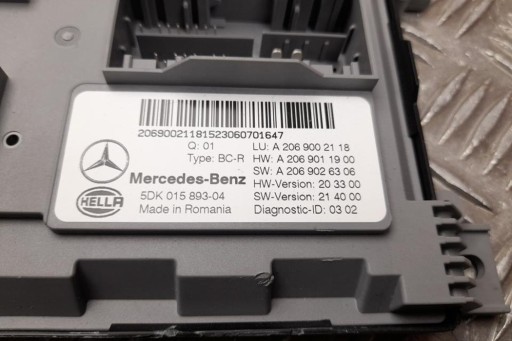 20690021181523060701647
Q: 01 LU: A 206 900 21 18
Type: BC-R HW: A 206 901 19 00
Mercedes-Benz SW: A 206 902 63 06
HW-Version: 20 33 00
HELLA 5DK 015 893-04 SW-Version: 21 40 00
Made in Romania Diagnostic-ID: 03 02